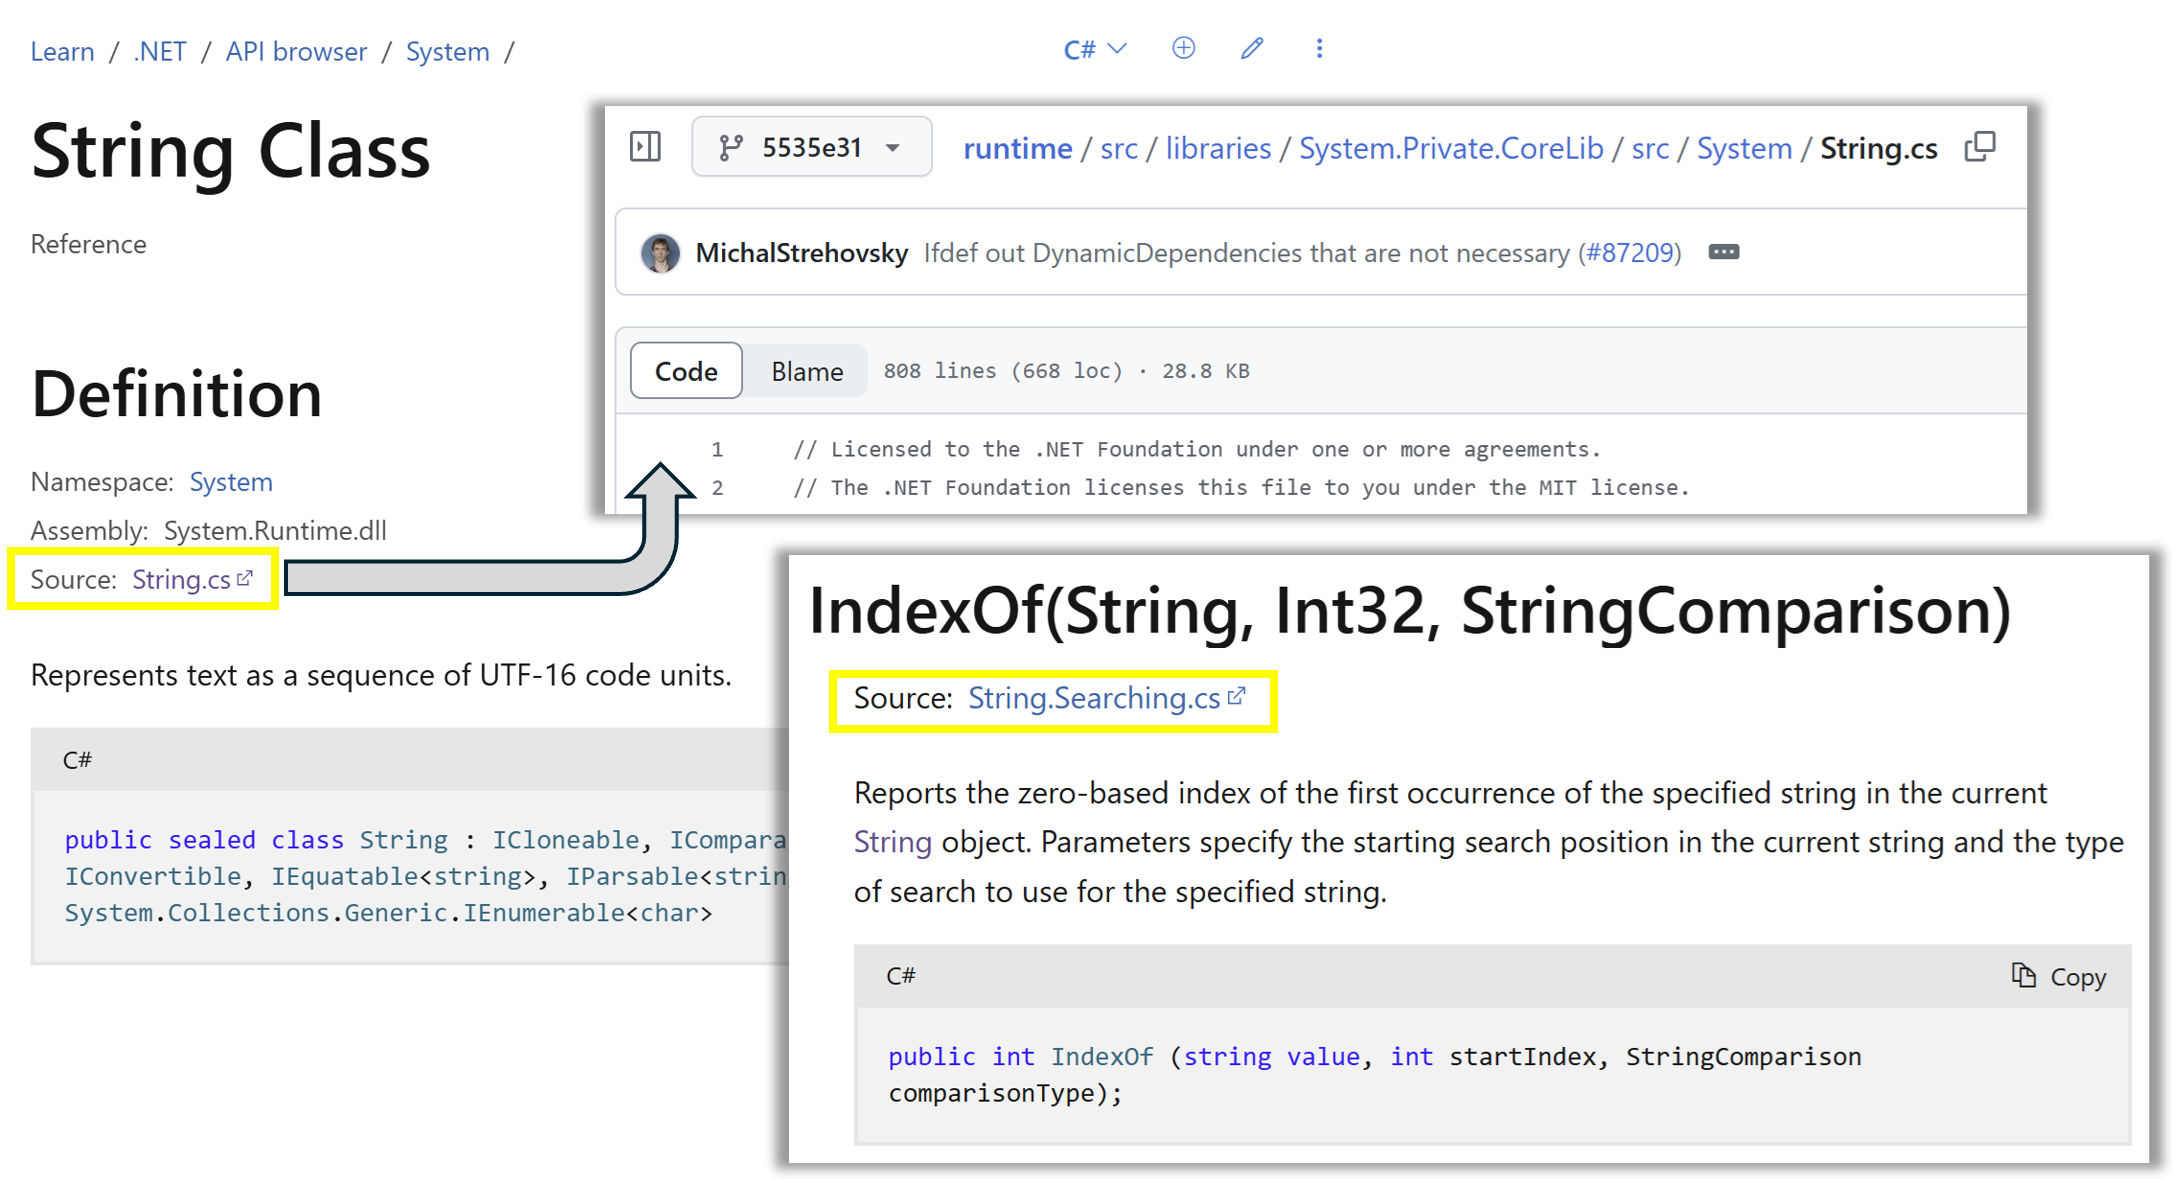 Learn / .NET / API browser / System /
C#
String Class
Reference
Definition
Namespace: System
Assembly: System.Runtime.dll
Source: String.cs
Represents text as a sequence of UTF-16 code units.
C#
public sealed class String : ICloneable, ICompara
IConvertible, IEquatable<string>, IParsable<strin
System.Collections.Generic.IEnumerable<char>
5535e31
runtime / src / libraries / System.Private.CoreLib / src / System / String.cs
MichalStrehovsky Ifdef out DynamicDependencies that are not necessary (#87209)
Code Blame 808 lines (668 loc) · 28.8 KB
1 // Licensed to the .NET Foundation under one or more agreements.
2 // The .NET Foundation licenses this file to you under the MIT license.
IndexOf(String, Int32, StringComparison)
Source: String.Searching.cs
Reports the zero-based index of the first occurrence of the specified string in the current
String object. Parameters specify the starting search position in the current string and the type
of search to use for the specified string.
C#
Copy
public int IndexOf (string value, int startIndex, StringComparison
comparisonType);